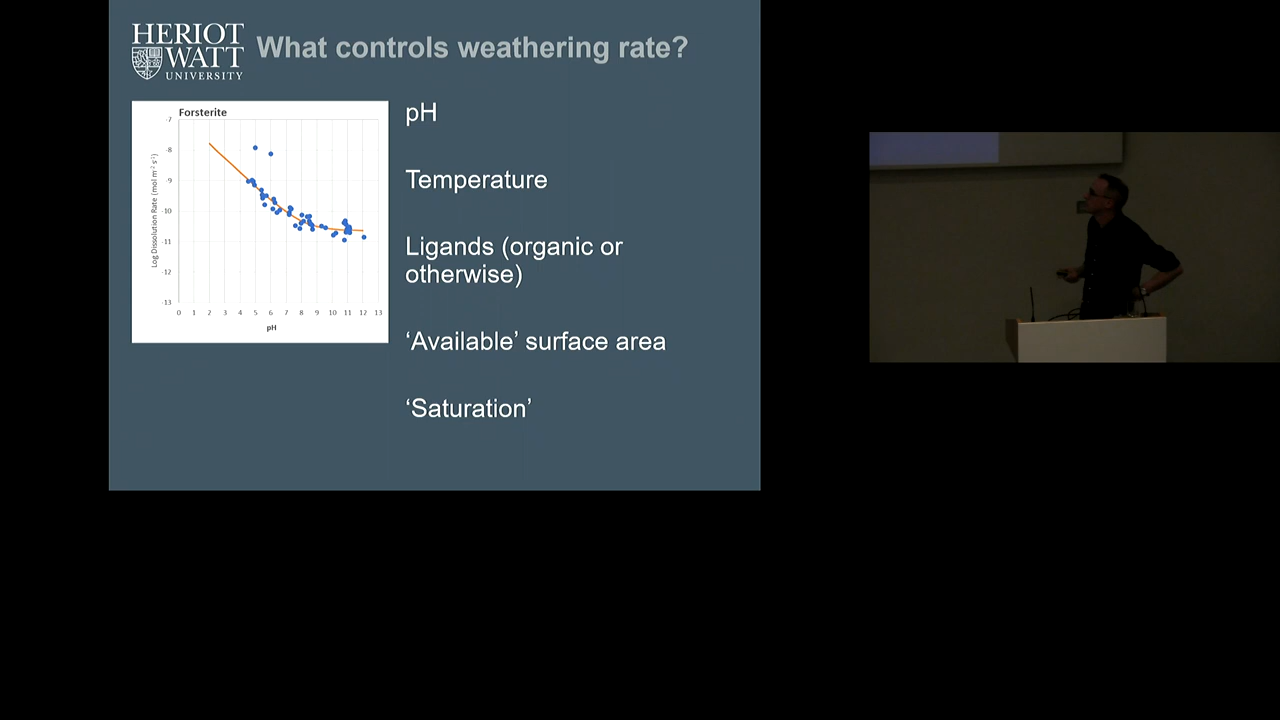 HERIOT
WATT
UNIVERSITY
What controls weathering rate?
Forsterite
Log Dissolution Rate (mol m⁻² s⁻¹)
-7
-8
-9
-10
-11
-12
-13
0 1 2 3 4 5 6 7 8 9 10 11 12 13
pH
pH
Temperature
Ligands (organic or
otherwise)
‘Available’ surface area
‘Saturation’